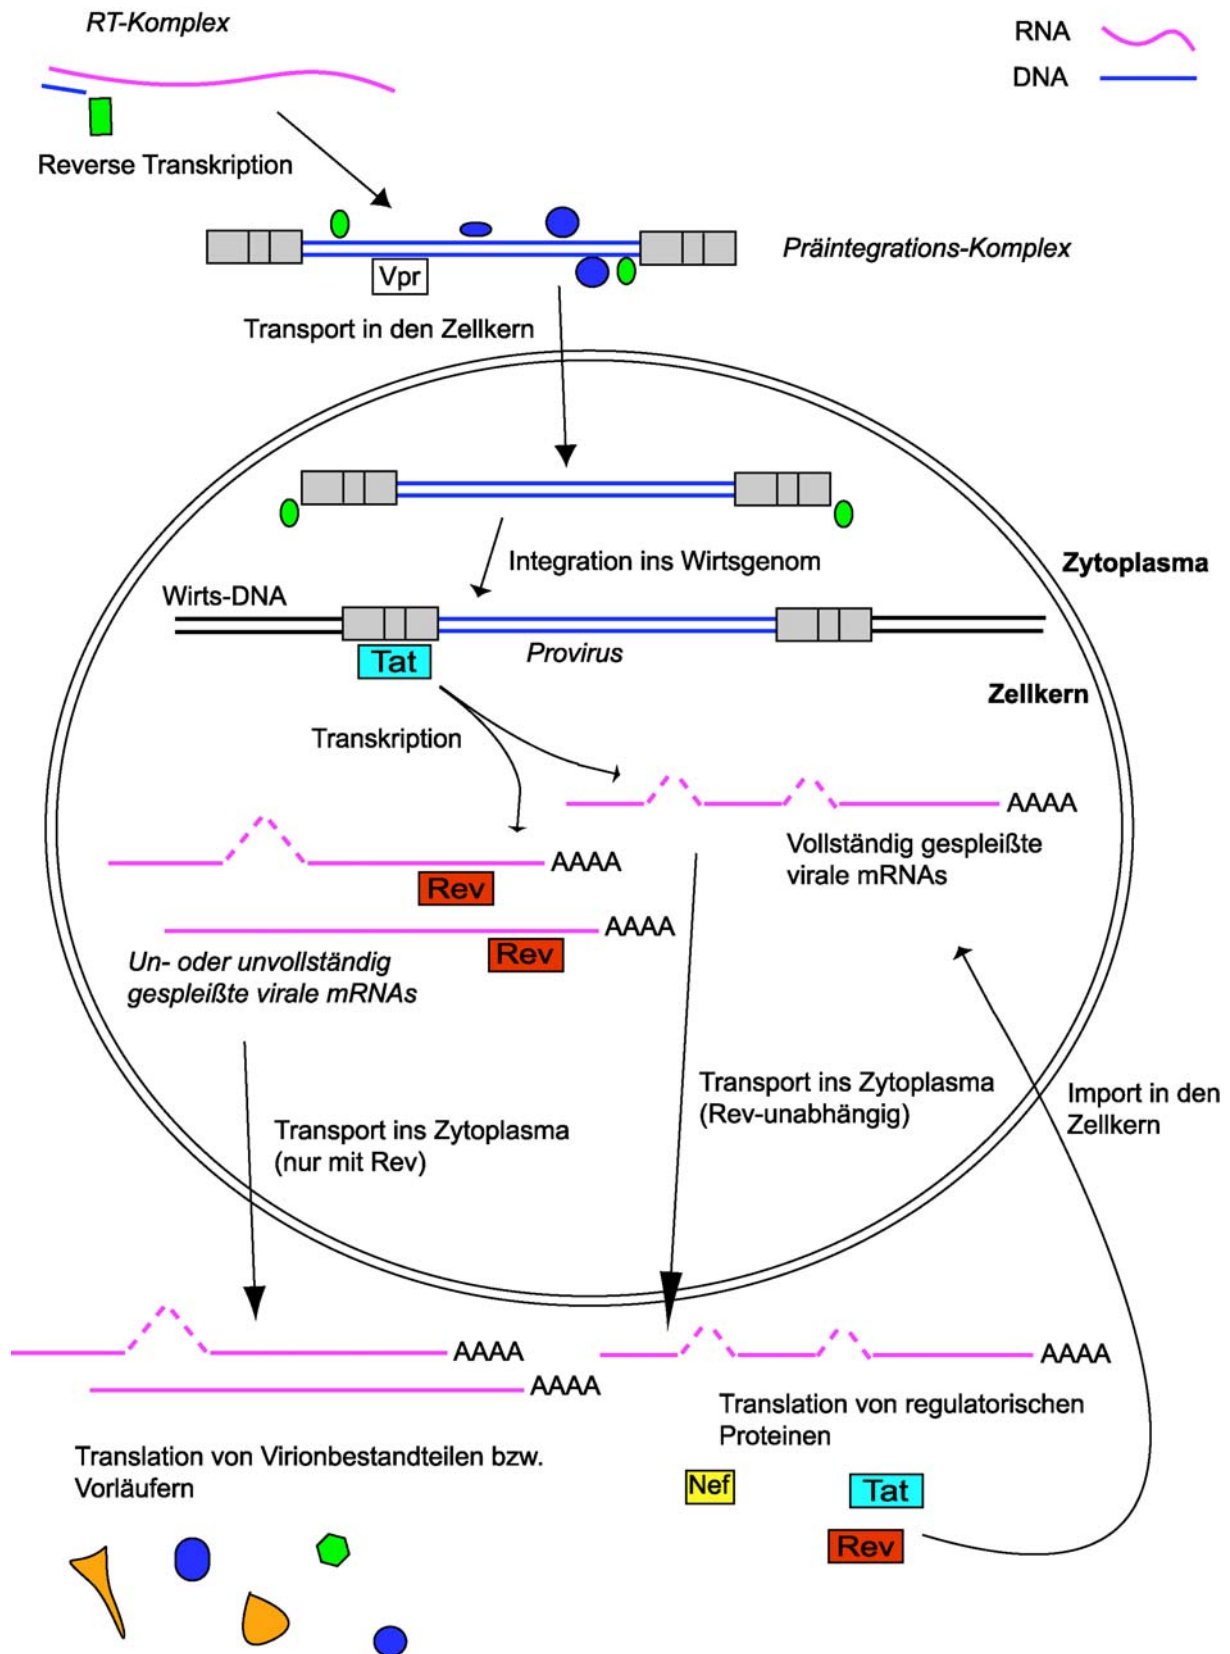 RT-Komplex
RNA
DNA
Reverse Transkription
Präintegrations-Komplex
Vpr
Transport in den Zellkern
Integration ins Wirtsgenom
Zytoplasma
Wirts-DNA
Provirus
Tat
Zellkern
Transkription
AAAA
Vollständig gespleißte
virale mRNAs
AAAA
Rev
AAAA
Rev
Un- oder unvollständig
gespleißte virale mRNAs
Transport ins Zytoplasma
(Rev-unabhängig)
Import in den
Zellkern
Transport ins Zytoplasma
(nur mit Rev)
AAAA
AAAA
AAAA
Translation von regulatorischen
Proteinen
Translation von Virionbestandteilen bzw.
Vorläufern
Nef
Tat
Rev